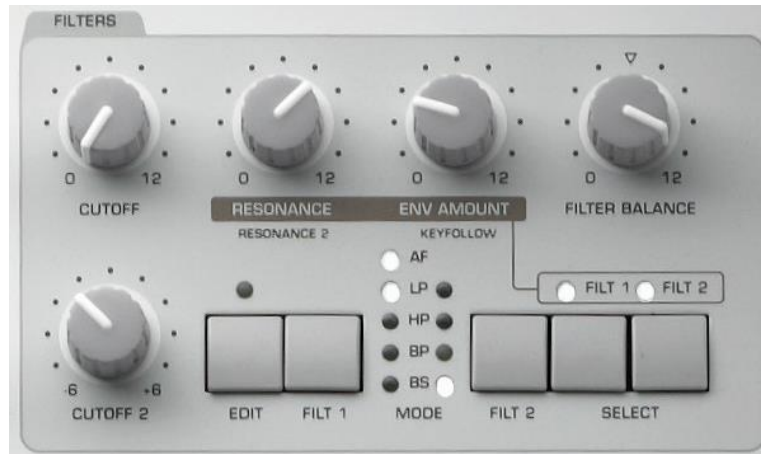 FILTERS
0 12 0 12 0 12 0 12
CUTOFF RESONANCE ENV AMOUNT FILTER BALANCE
RESONANCE 2 KEYFOLLOW
AF
LP FILT 1 FILT 2
HP
BP
-6 +6 BS
CUTOFF 2 EDIT FILT 1 MODE FILT 2 SELECT